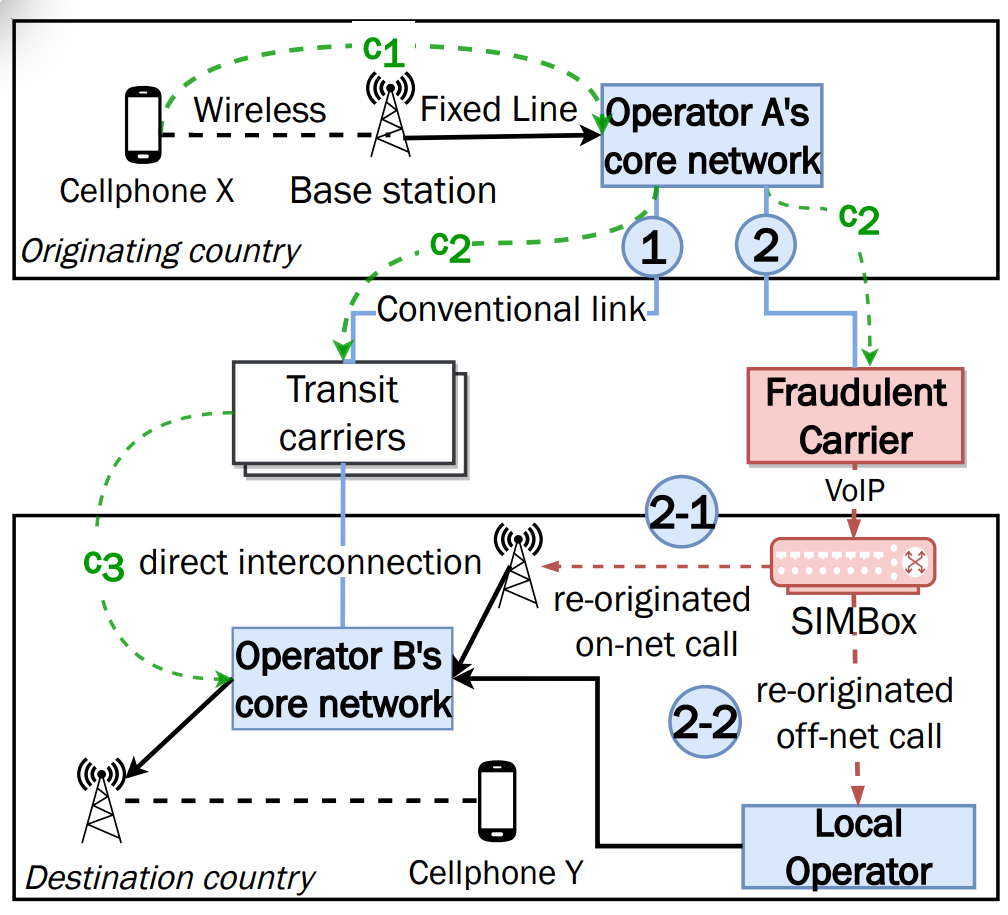 c1
Wireless
Fixed Line
Operator A's
core network
Cellphone X
Base station
c2
c2
Originating country
1
2
Conventional link
Transit
carriers
Fraudulent
Carrier
VoIP
2-1
c3
direct interconnection
re-originated
on-net call
SIMBox
Operator B's
core network
2-2
re-originated
off-net call
Local
Operator
Cellphone Y
Destination country